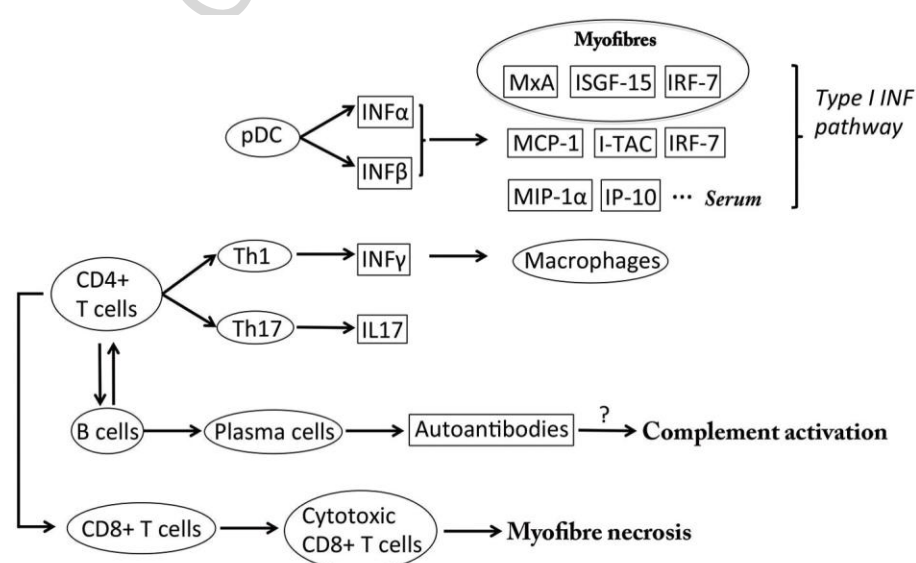 Myofibres
MxA ISGF-15 IRF-7
Type I INF
pathway
pDC
INFα
INFβ
MCP-1 I-TAC IRF-7
MIP-1α IP-10 ··· Serum
CD4+
T cells
Th1
INFγ
Macrophages
Th17
IL17
B cells
Plasma cells
Autoantibodies
?
Complement activation
CD8+ T cells
Cytotoxic
CD8+ T cells
Myofibre necrosis